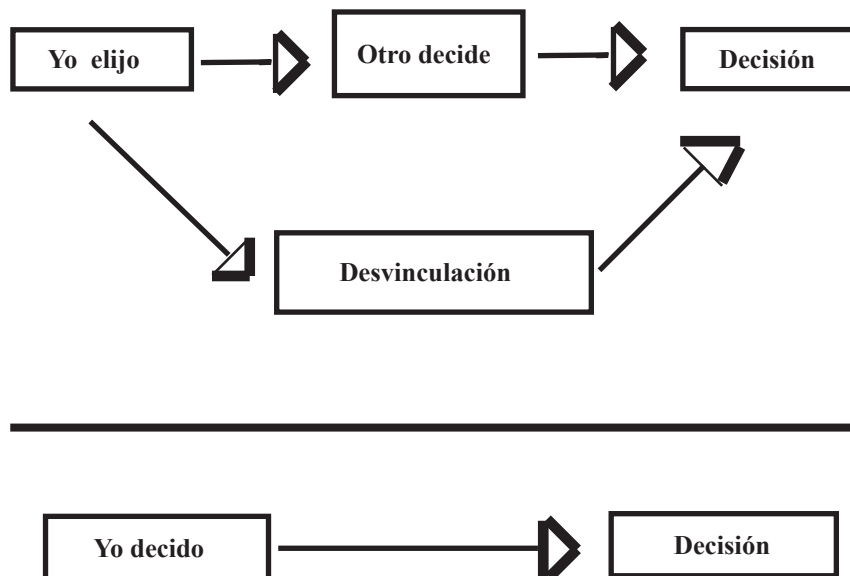 Yo elijo
Otro decide
Decisión
Desvinculación
Yo decido
Decisión